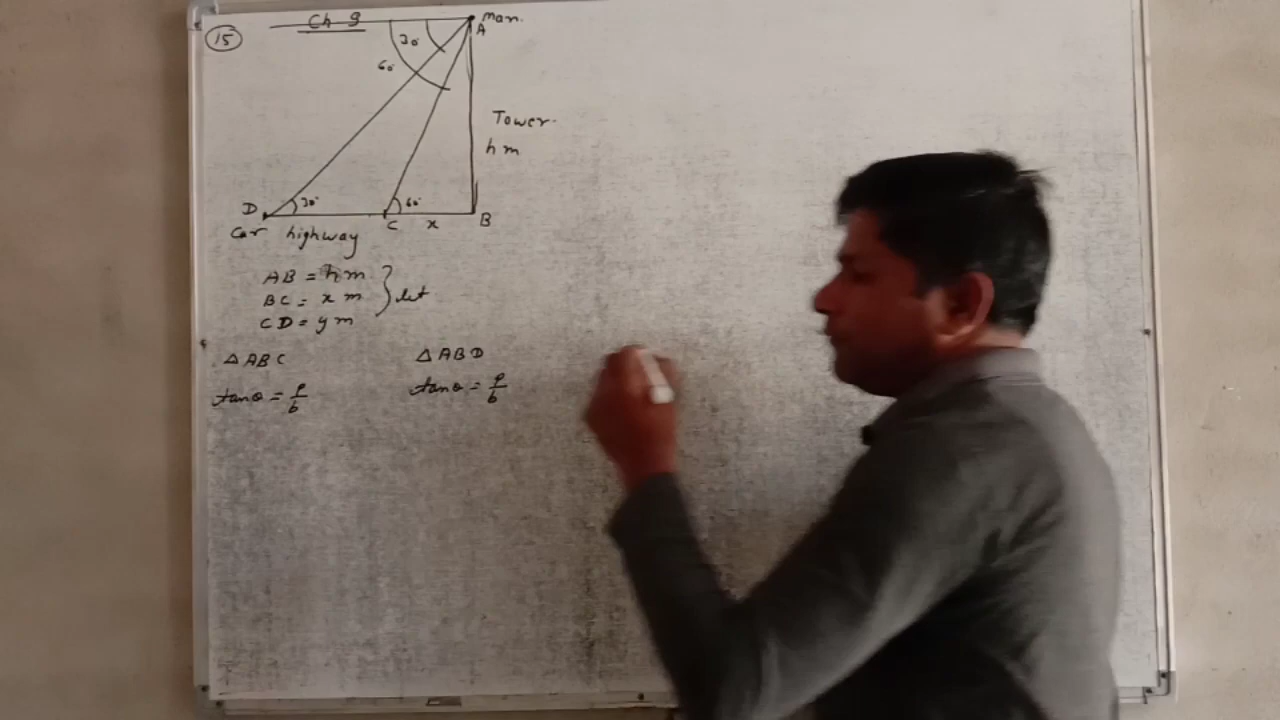 15
Ch 9
Man.
A
30°
60°
Tower.
h m
D
30°
60°
C
x
B
Car highway
AB = h m
BC = x m
CD = y m
let
△ ABC
△ ABD
tanθ = P/b
tanθ = P/b